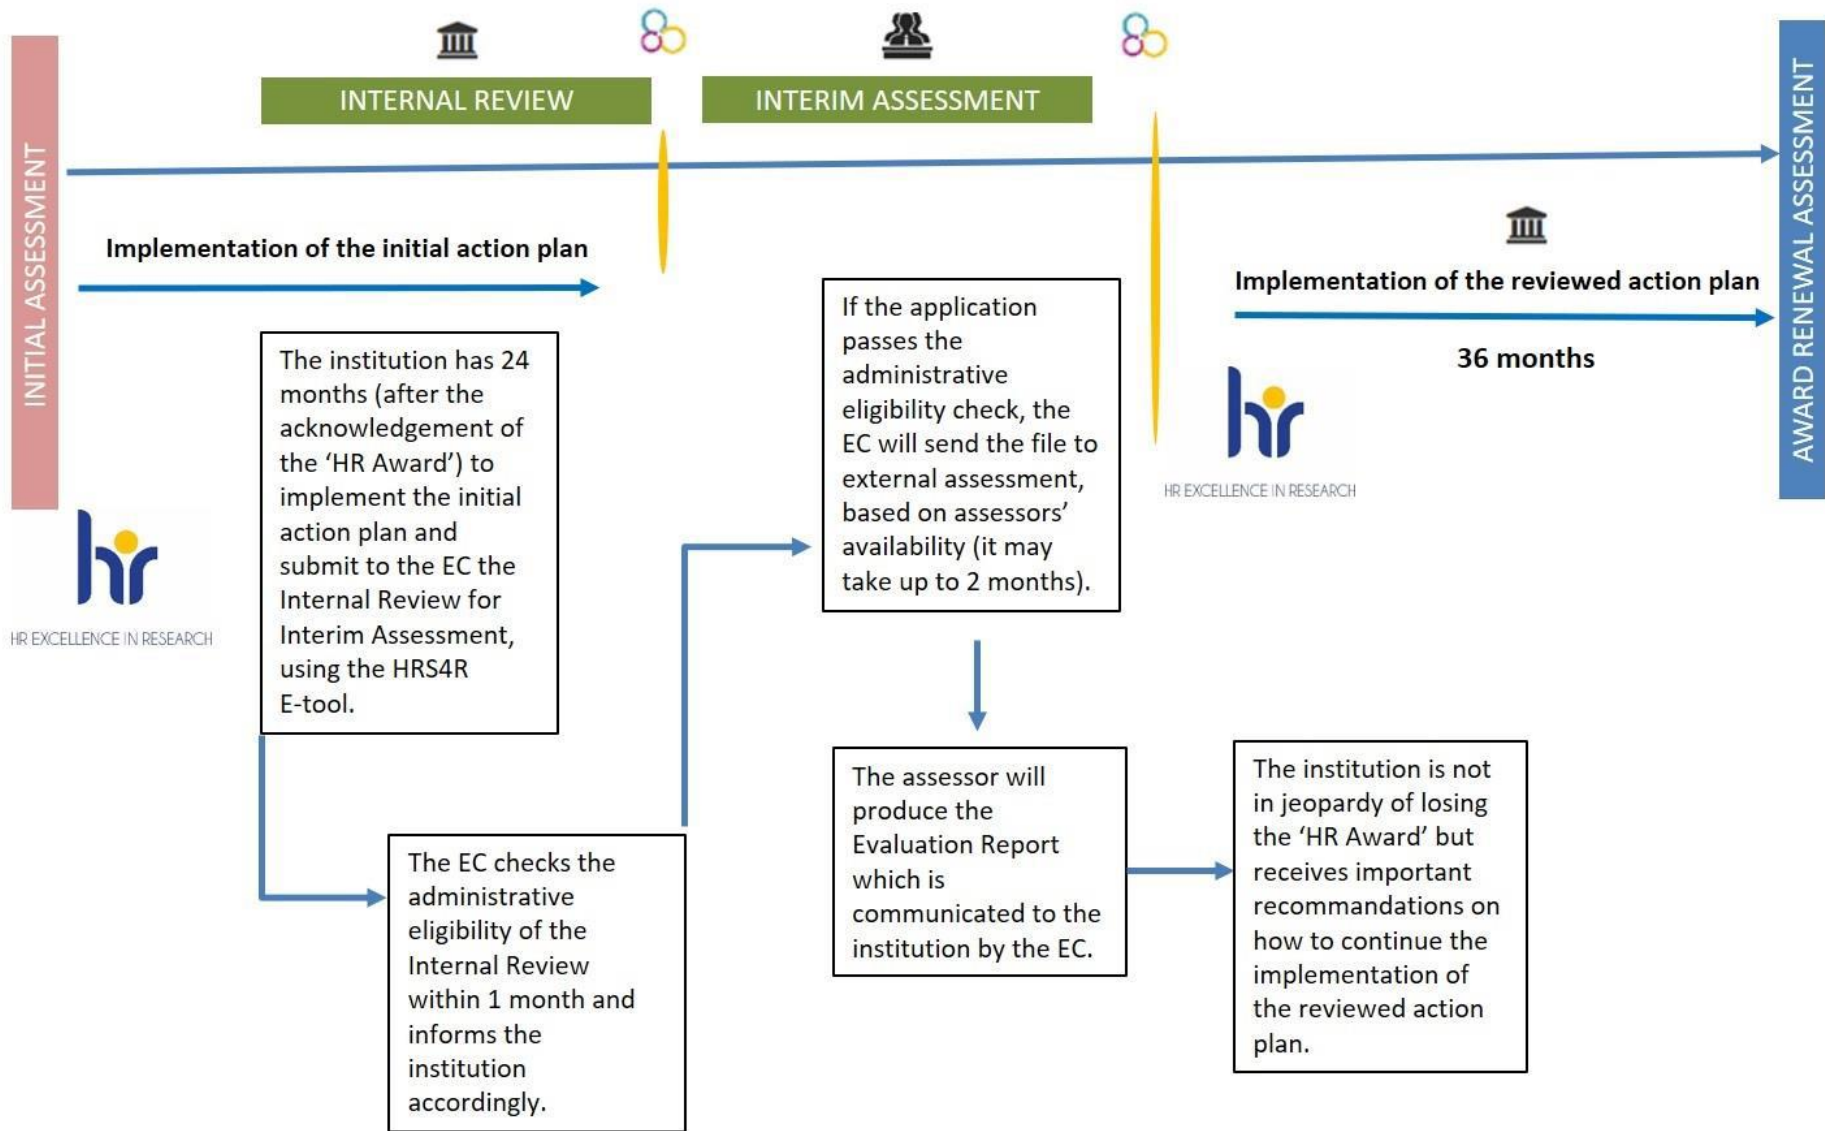 INITIAL ASSESSMENT
INTERNAL REVIEW
INTERIM ASSESSMENT
AWARD RENEWAL ASSESSMENT
Implementation of the initial action plan
Implementation of the reviewed action plan
36 months
HR EXCELLENCE IN RESEARCH
hr
The institution has 24
months (after the
acknowledgement of
the ‘HR Award’) to
implement the initial
action plan and
submit to the EC the
Internal Review for
Interim Assessment,
using the HRS4R
E-tool.
hr
HR EXCELLENCE IN RESEARCH
The EC checks the
administrative
eligibility of the
Internal Review
within 1 month and
informs the
institution
accordingly.
If the application
passes the
administrative
eligibility check, the
EC will send the file to
external assessment,
based on assessors’
availability (it may
take up to 2 months).
The assessor will
produce the
Evaluation Report
which is
communicated to the
institution by the EC.
The institution is not
in jeopardy of losing
the ‘HR Award’ but
receives important
recommandations on
how to continue the
implementation of
the reviewed action
plan.